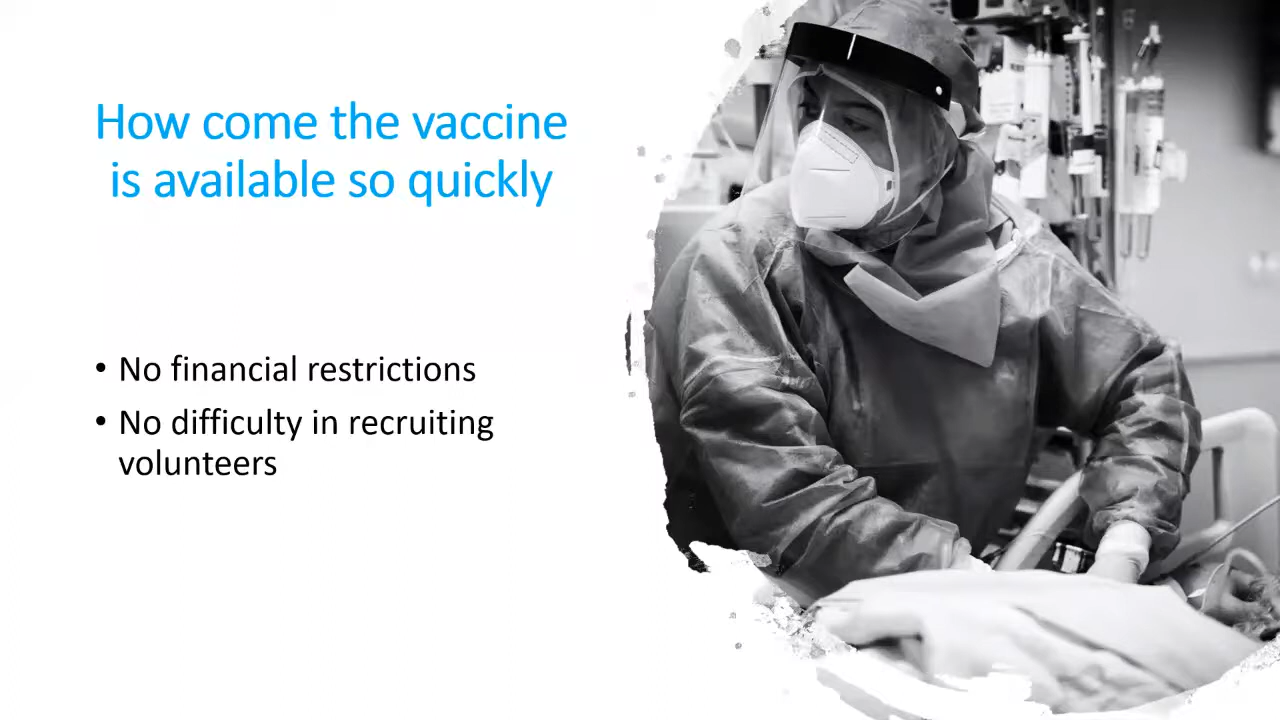 How come the vaccine
is available so quickly
• No financial restrictions
• No difficulty in recruiting
volunteers